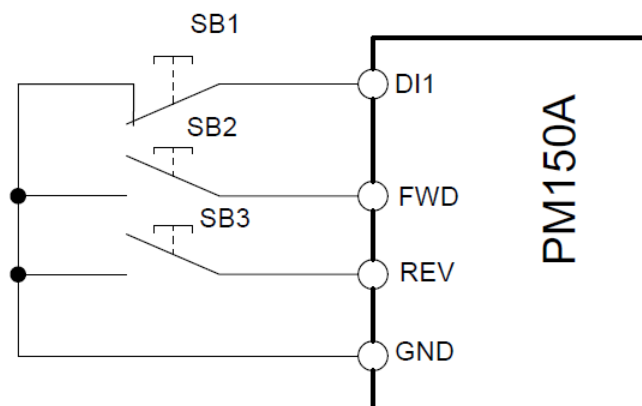 SB1
DI1
SB2
FWD
SB3
REV
GND
PM150A